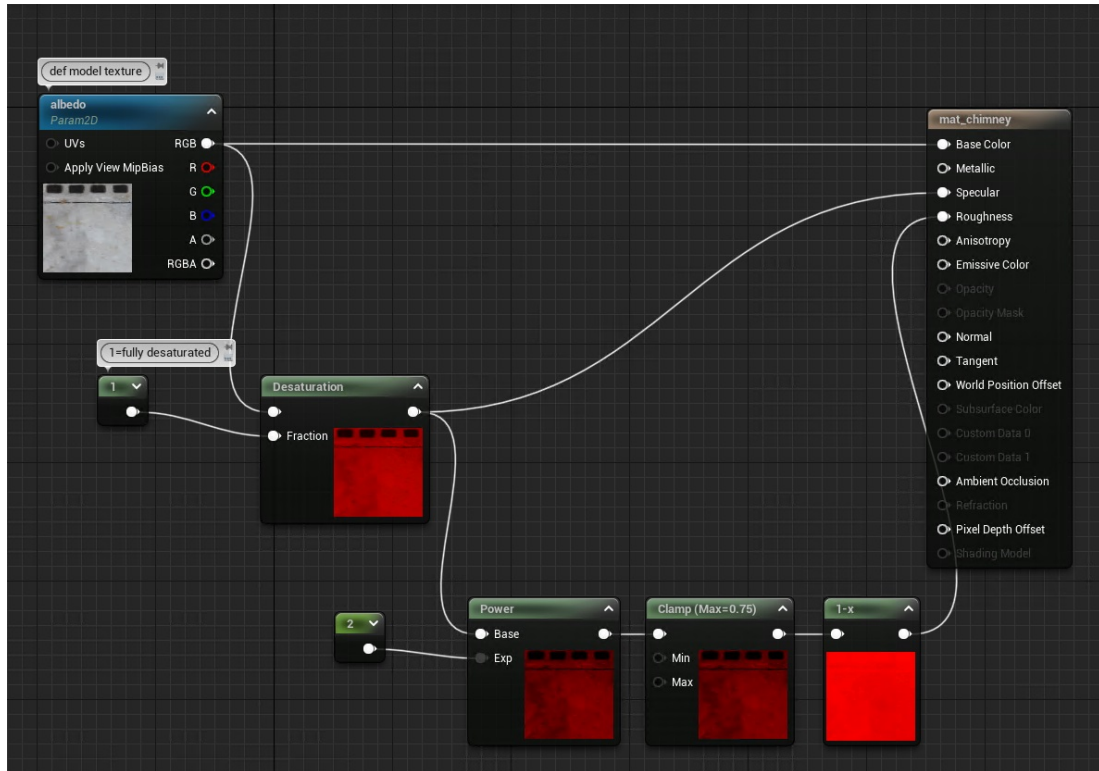 def model texture
albedo
Param2D
UVs
RGB
Apply View MipBias
R
G
B
A
RGBA
mat_chimney
Base Color
Metallic
Specular
Roughness
Anisotropy
Emissive Color
Opacity
Opacity Mask
Normal
Tangent
World Position Offset
Subsurface Color
Custom Data 0
Custom Data 1
Ambient Occlusion
Refraction
Pixel Depth Offset
Shading Model
1=fully desaturated
1
Desaturation
Fraction
2
Power
Base
Exp
Clamp (Max=0.75)
Min
Max
1-x